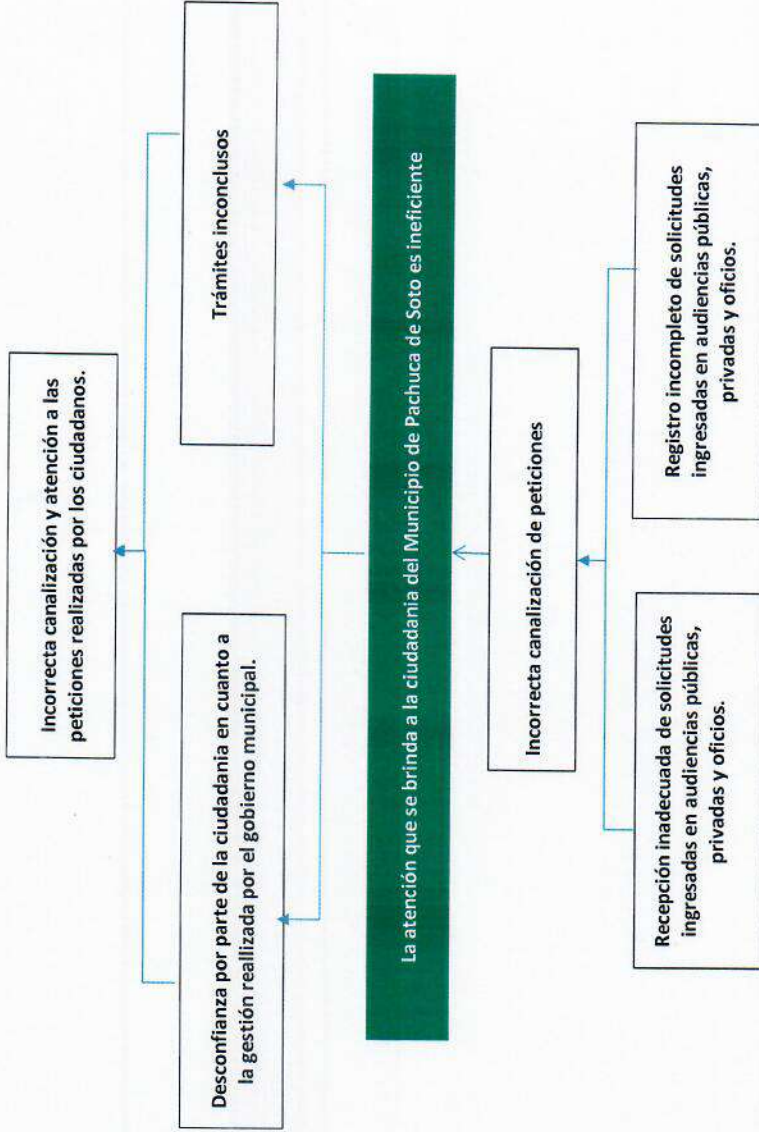 Incorrecta canalización y atención a las
peticiones realizadas por los ciudadanos.
Desconfianza por parte de la ciudadania en cuanto a
la gestión reallizada por el gobierno municipal.
Trámites inconclusos
La atención que se brinda a la ciudadania del Municipio de Pachuca de Soto es ineficiente
Incorrecta canalización de peticiones
Recepción inadecuada de solicitudes
ingresadas en audiencias públicas,
privadas y oficios.
Registro incompleto de solicitudes
ingresadas en audiencias públicas,
privadas y oficios.